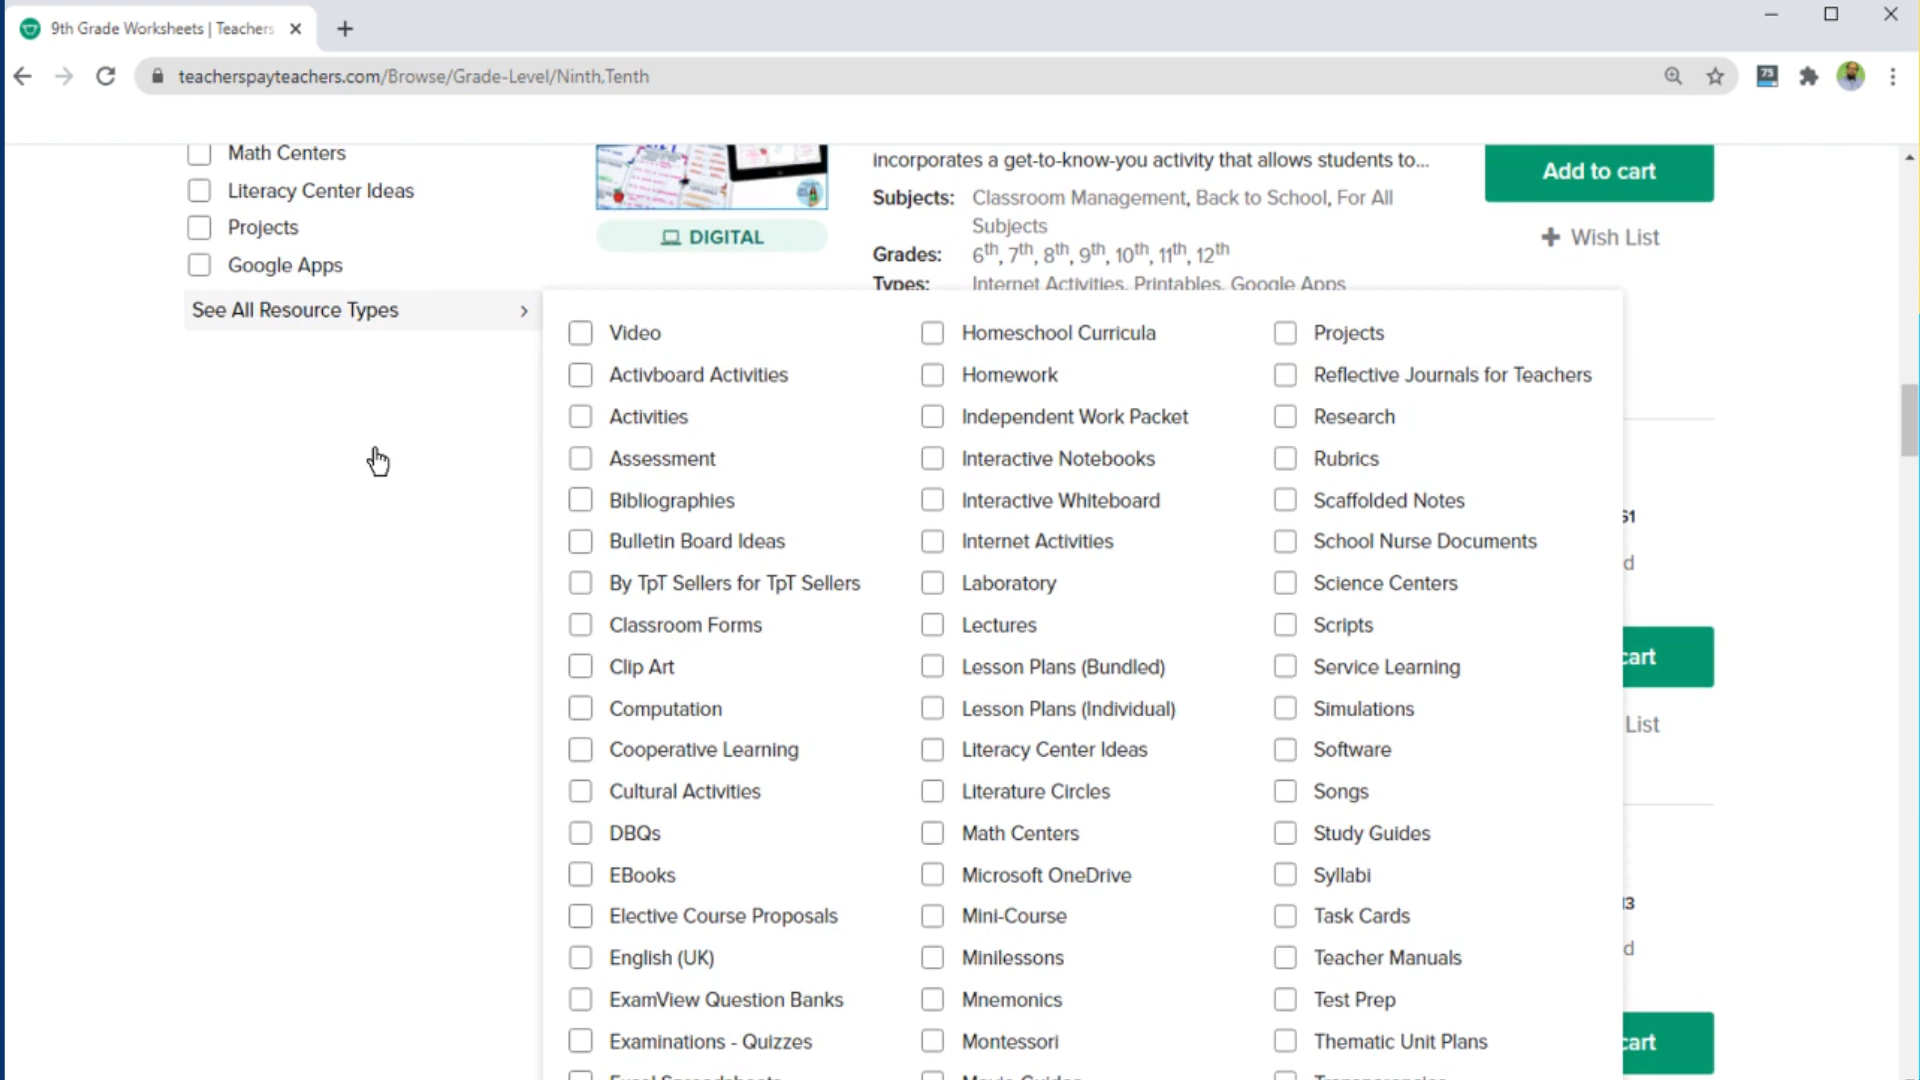 9th Grade Worksheets | Teachers
teacherspayteachers.com/Browse/Grade-Level/Ninth,Tenth
73
Math Centers
Literacy Center Ideas
Projects
Google Apps
See All Resource Types
DIGITAL
incorporates a get-to-know-you activity that allows students to...
Subjects: Classroom Management, Back to School, For All
Subjects
Grades: 6th, 7th, 8th, 9th, 10th, 11th, 12th
Types: Internet Activities, Printables, Google Apps
Add to cart
Wish List
Video
Activboard Activities
Activities
Assessment
Bibliographies
Bulletin Board Ideas
By TpT Sellers for TpT Sellers
Classroom Forms
Clip Art
Computation
Cooperative Learning
Cultural Activities
DBQs
EBooks
Elective Course Proposals
English (UK)
ExamView Question Banks
Examinations - Quizzes
Excel Spreadsheets
Homeschool Curricula
Homework
Independent Work Packet
Interactive Notebooks
Interactive Whiteboard
Internet Activities
Laboratory
Lectures
Lesson Plans (Bundled)
Lesson Plans (Individual)
Literacy Center Ideas
Literature Circles
Math Centers
Microsoft OneDrive
Mini-Course
Minilessons
Mnemonics
Montessori
Movie Guides
Projects
Reflective Journals for Teachers
Research
Rubrics
Scaffolded Notes
School Nurse Documents
Science Centers
Scripts
Service Learning
Simulations
Software
Songs
Study Guides
Syllabi
Task Cards
Teacher Manuals
Test Prep
Thematic Unit Plans
Transparencies
51
d
cart
List
13
d
cart